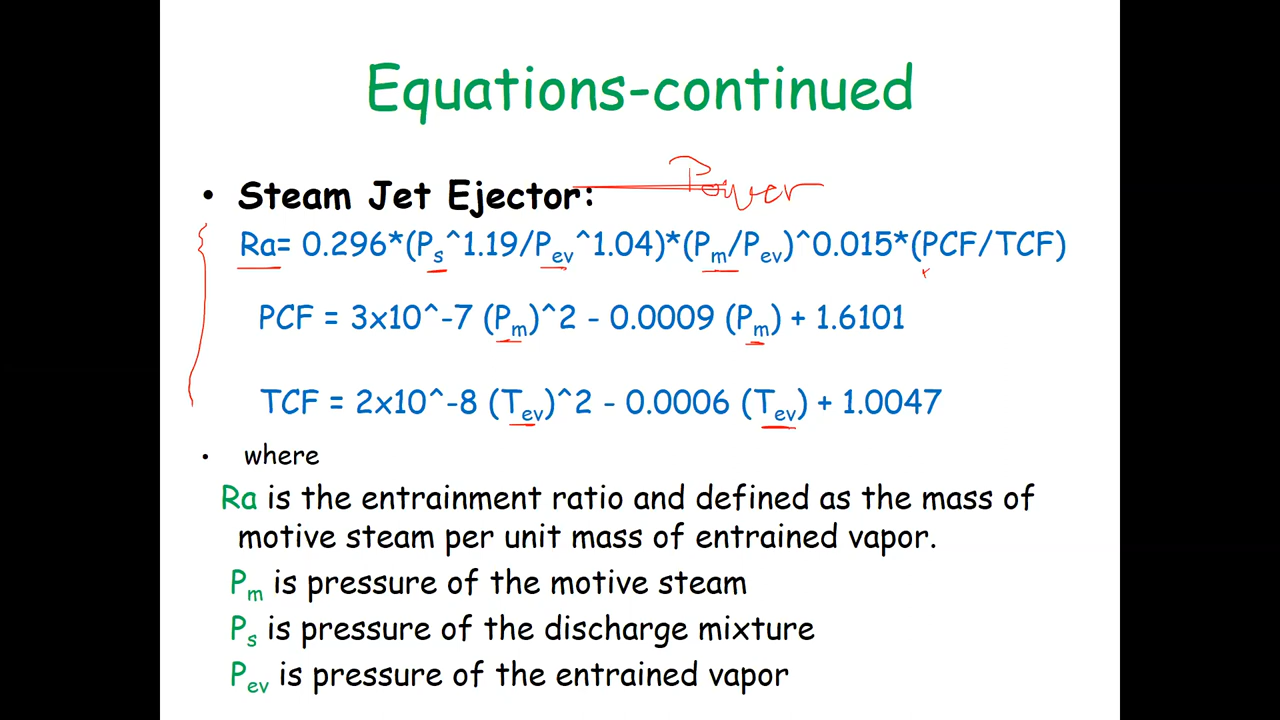 Equations-continued
• Steam Jet Ejector: Power
Ra= 0.296*(Ps^1.19/Pev^1.04)*(Pm/Pev)^0.015*(PCF/TCF)
PCF = 3x10^-7 (Pm)^2 - 0.0009 (Pm) + 1.6101
TCF = 2x10^-8 (Tev)^2 - 0.0006 (Tev) + 1.0047
• where
Ra is the entrainment ratio and defined as the mass of
motive steam per unit mass of entrained vapor.
Pm is pressure of the motive steam
Ps is pressure of the discharge mixture
Pev is pressure of the entrained vapor